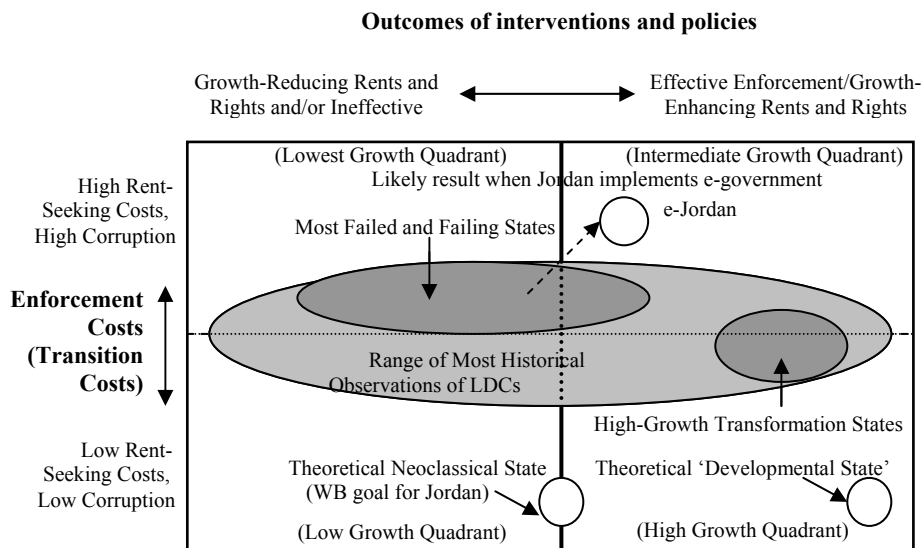 Outcomes of interventions and policies
Growth-Reducing Rents and
Rights and/or Ineffective
Effective Enforcement/Growth-
Enhancing Rents and Rights
(Lowest Growth Quadrant)
(Intermediate Growth Quadrant)
Likely result when Jordan implements e-government
High Rent-
Seeking Costs,
High Corruption
e-Jordan
Most Failed and Failing States
Enforcement
Costs
(Transition
Costs)
Range of Most Historical
Observations of LDCs
High-Growth Transformation States
Low Rent-
Seeking Costs,
Low Corruption
Theoretical Neoclassical State
(WB goal for Jordan)
(Low Growth Quadrant)
Theoretical ‘Developmental State’
(High Growth Quadrant)